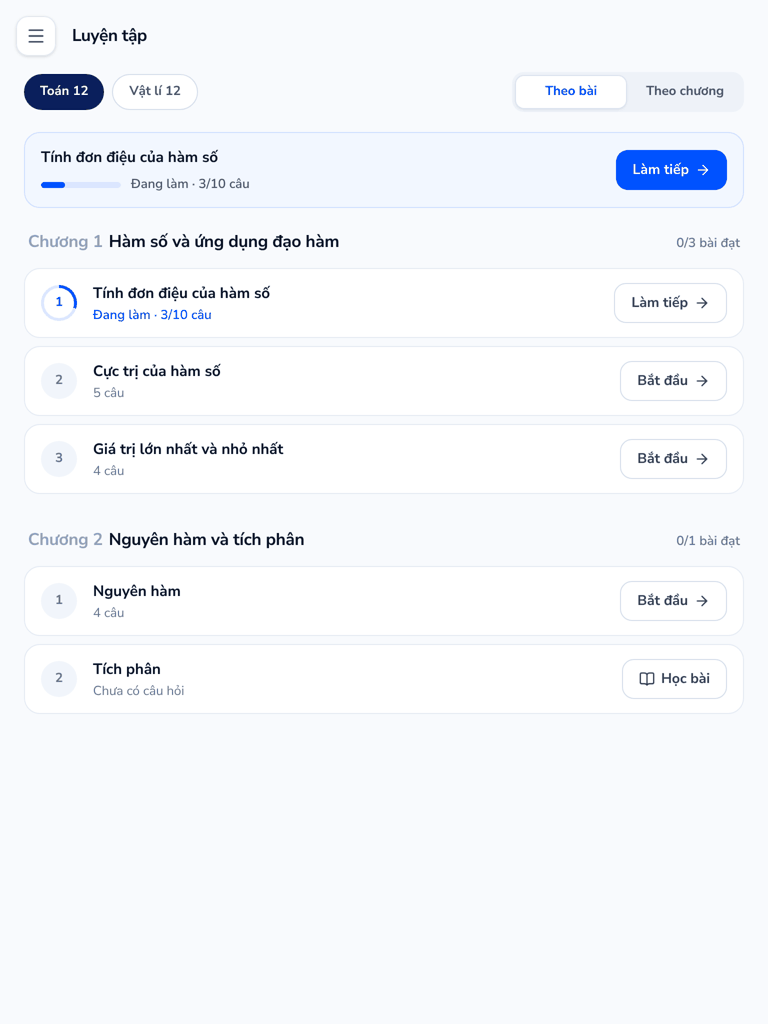 Luyện tập
Toán 12
Vật lí 12
Theo bài
Theo chương
Tính đơn điệu của hàm số
Đang làm · 3/10 câu
Làm tiếp →
Chương 1 Hàm số và ứng dụng đạo hàm
0/3 bài đạt
1
Tính đơn điệu của hàm số
Đang làm · 3/10 câu
Làm tiếp →
2
Cực trị của hàm số
5 câu
Bắt đầu →
3
Giá trị lớn nhất và nhỏ nhất
4 câu
Bắt đầu →
Chương 2 Nguyên hàm và tích phân
0/1 bài đạt
1
Nguyên hàm
4 câu
Bắt đầu →
2
Tích phân
Chưa có câu hỏi
Học bài